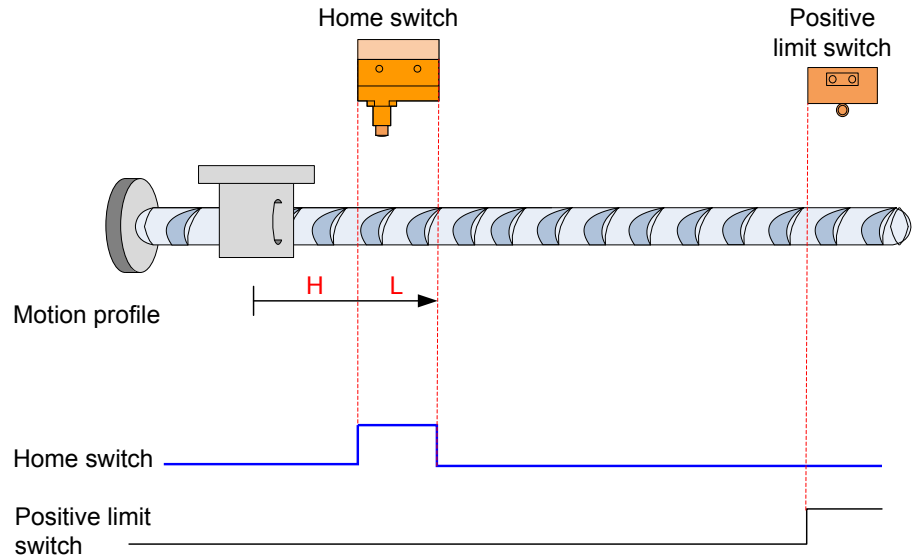 Home switch
Positive
limit switch
H
L
Motion profile
Home switch
Positive limit
switch